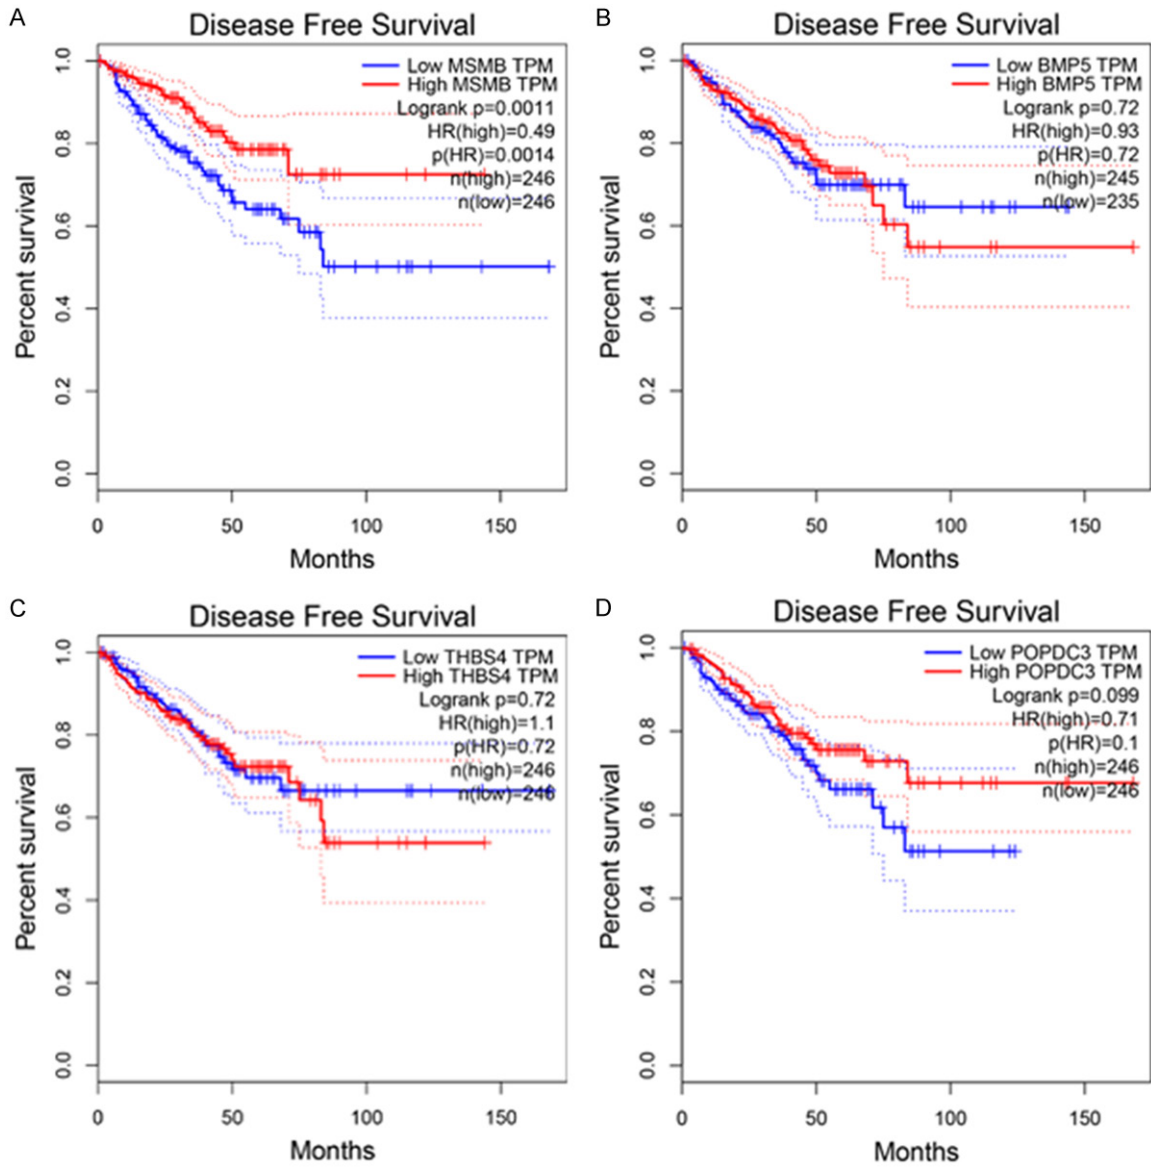 A
Disease Free Survival
Low MSMB TPM
High MSMB TPM
Logrank p=0.0011
HR(high)=0.49
p(HR)=0.0014
n(high)=246
n(low)=246
Percent survival
0.0
0.2
0.4
0.6
0.8
1.0
0
50
100
150
Months
B
Disease Free Survival
Low BMP5 TPM
High BMP5 TPM
Logrank p=0.72
HR(high)=0.93
p(HR)=0.72
n(high)=245
n(low)=235
Percent survival
0.0
0.2
0.4
0.6
0.8
1.0
0
50
100
150
Months
C
Disease Free Survival
Low THBS4 TPM
High THBS4 TPM
Logrank p=0.72
HR(high)=1.1
p(HR)=0.72
n(high)=246
n(low)=246
Percent survival
0.0
0.2
0.4
0.6
0.8
1.0
0
50
100
150
Months
D
Disease Free Survival
Low POPDC3 TPM
High POPDC3 TPM
Logrank p=0.099
HR(high)=0.71
p(HR)=0.1
n(high)=246
n(low)=246
Percent survival
0.0
0.2
0.4
0.6
0.8
1.0
0
50
100
150
Months